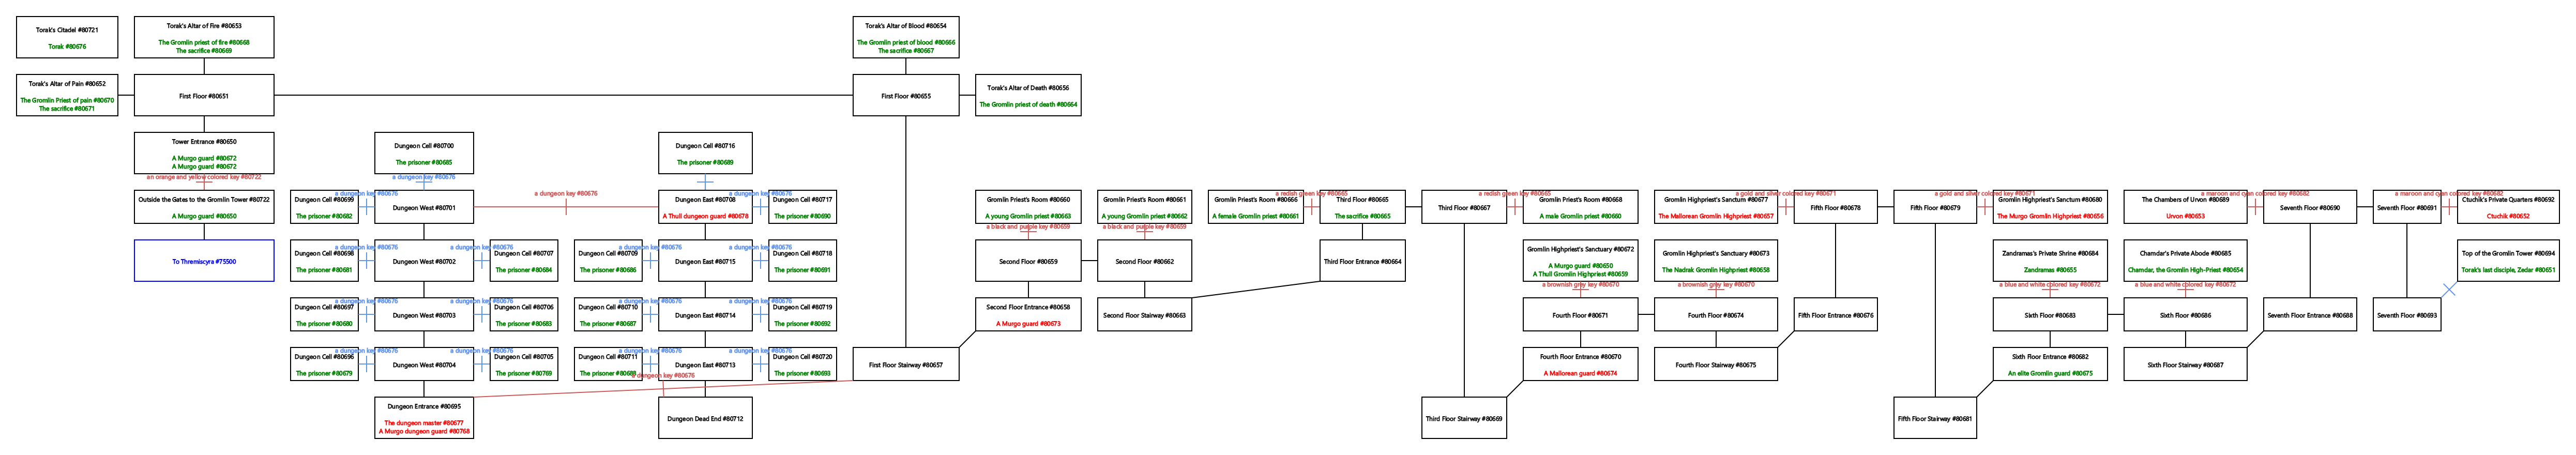 Torak's Citadel #80721
Torak #80676
Torak's Altar of Fire #80653
The Gromlin priest of fire #80668
The sacrifice #80669
Torak's Altar of Blood #80654
The Gromlin priest of blood #80666
The sacrifice #80667
Torak's Altar of Pain #80652
The Gromlin Priest of pain #80670
The sacrifice #80671
First Floor #80651
First Floor #80655
Torak's Altar of Death #80656
The Gromlin priest of death #80664
Tower Entrance #80650
A Murgo guard #80672
A Murgo guard #80672
Dungeon Cell #80700
The prisoner #80685
Dungeon Cell #80716
The prisoner #80689
an orange and yellow colored key #80722
a dungeon key #80676
Outside the Gates to the Gromlin Tower #80722
A Murgo guard #80650
Dungeon Cell #80699
The prisoner #80682
a dungeon key #80676
Dungeon West #80701
a dungeon key #80676
Dungeon East #80708
A Thull dungeon guard #80678
a dungeon key #80676
Dungeon Cell #80717
The prisoner #80690
Gromlin Priest's Room #80660
A young Gromlin priest #80663
Gromlin Priest's Room #80661
A young Gromlin priest #80662
Gromlin Priest's Room #80666
A female Gromlin priest #80661
a redish green key #80665
Third Floor #80665
The sacrifice #80665
Third Floor #80667
a redish green key #80665
Gromlin Priest's Room #80668
A male Gromlin priest #80660
Gromlin Highpriest's Sanctum #80677
The Mallorean Gromlin Highpriest #80657
a gold and silver colored key #80671
Fifth Floor #80678
Fifth Floor #80679
a gold and silver colored key #80671
Gromlin Highpriest's Sanctum #80680
The Murgo Gromlin Highpriest #80656
The Chambers of Urvon #80689
Urvon #80653
a maroon and cyan colored key #80682
Seventh Floor #80690
Seventh Floor #80691
a maroon and cyan colored key #80682
Ctuchik's Private Quarters #80692
Ctuchik #80652
a black and purple key #80659
a black and purple key #80659
To Thremiscyra #75500
Dungeon Cell #80698
The prisoner #80681
a dungeon key #80676
Dungeon West #80702
a dungeon key #80676
Dungeon Cell #80707
The prisoner #80684
Dungeon Cell #80709
The prisoner #80686
a dungeon key #80676
Dungeon East #80715
a dungeon key #80676
Dungeon Cell #80718
The prisoner #80691
Second Floor #80659
Second Floor #80662
Third Floor Entrance #80664
Gromlin Highpriest's Sanctuary #80672
A Murgo guard #80650
A Thull Gromlin Highpriest #80659
Gromlin Highpriest's Sanctuary #80673
The Nadrak Gromlin Highpriest #80658
Zandramas's Private Shrine #80684
Zandramas #80655
Chamdar's Private Abode #80685
Chamdar, the Gromlin High-Priest #80654
Top of the Gromlin Tower #80694
Torak's last disciple, Zedar #80651
a brownish grey key #80670
a brownish grey key #80670
a blue and white colored key #80672
a blue and white colored key #80672
Dungeon Cell #80697
The prisoner #80680
a dungeon key #80676
Dungeon West #80703
a dungeon key #80676
Dungeon Cell #80706
The prisoner #80683
Dungeon Cell #80710
The prisoner #80687
a dungeon key #80676
Dungeon East #80714
a dungeon key #80676
Dungeon Cell #80719
The prisoner #80692
Second Floor Entrance #80658
A Murgo guard #80673
Second Floor Stairway #80663
Fourth Floor #80671
Fourth Floor #80674
Fifth Floor Entrance #80676
Sixth Floor #80683
Sixth Floor #80686
Seventh Floor Entrance #80688
Seventh Floor #80693
Dungeon Cell #80696
The prisoner #80679
a dungeon key #80676
Dungeon West #80704
a dungeon key #80676
Dungeon Cell #80705
The prisoner #80769
Dungeon Cell #80711
The prisoner #80688
a dungeon key #80676
Dungeon East #80713
a dungeon key #80676
Dungeon Cell #80720
The prisoner #80693
First Floor Stairway #80657
Fourth Floor Entrance #80670
A Mallorean guard #80674
Fourth Floor Stairway #80675
Sixth Floor Entrance #80682
An elite Gromlin guard #80675
Sixth Floor Stairway #80687
a dungeon key #80676
Dungeon Entrance #80695
The dungeon master #80677
A Murgo dungeon guard #80768
Dungeon Dead End #80712
Third Floor Stairway #80669
Fifth Floor Stairway #80681